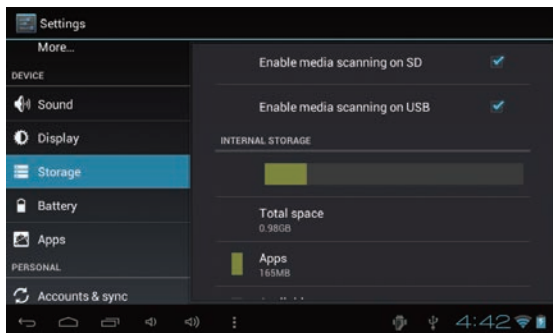 Settings
More...
DEVICE
Sound
Display
Storage
Battery
Apps
PERSONAL
Accounts & sync
Enable media scanning on SD
Enable media scanning on USB
INTERNAL STORAGE
Total space
0.98GB
Apps
165MB
4:42